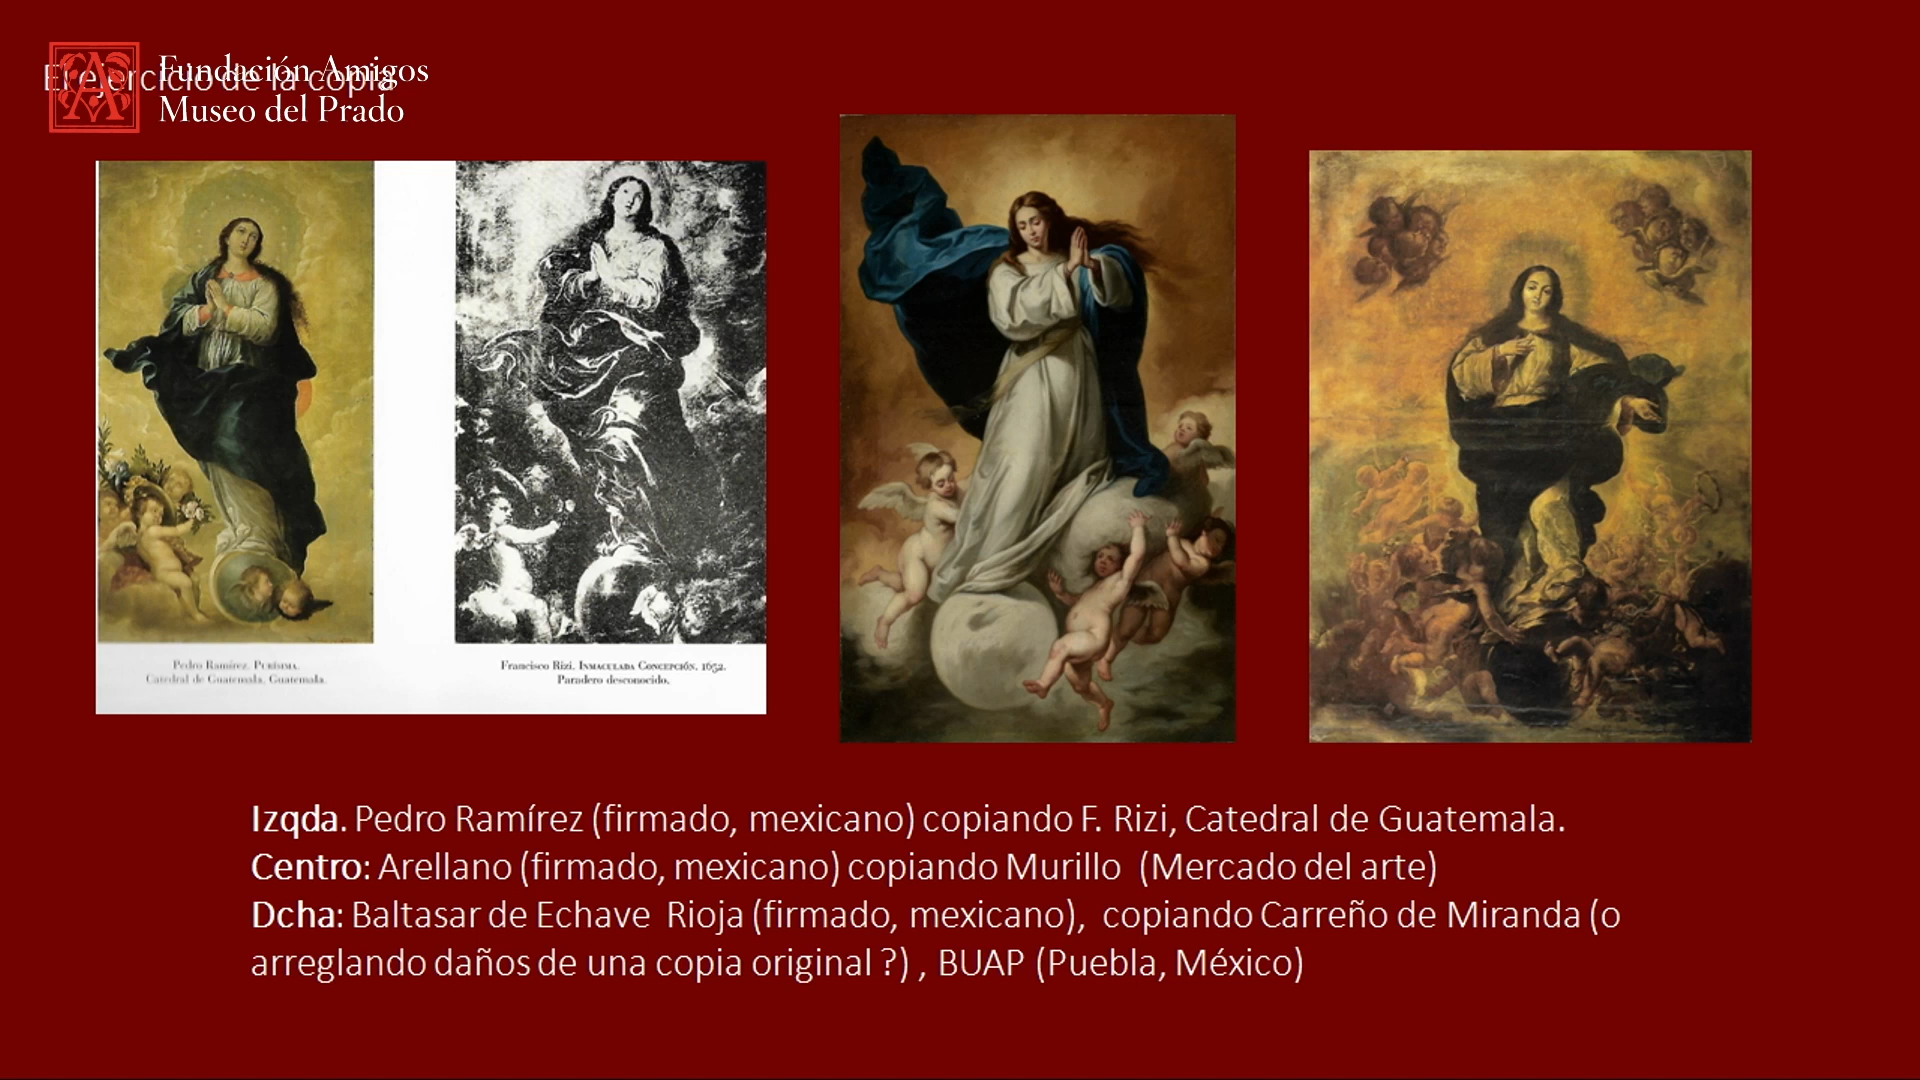 El ejercicio de la copia
Fundación Amigos
Museo del Prado
Pedro Ramírez. PURÍSIMA.
Catedral de Guatemala. Guatemala.
Francisco Rizi. INMACULADA CONCEPCIÓN, 1652.
Paradero desconocido.
Izqda. Pedro Ramírez (firmado, mexicano) copiando F. Rizi, Catedral de Guatemala.
Centro: Arellano (firmado, mexicano) copiando Murillo (Mercado del arte)
Dcha: Baltasar de Echave Rioja (firmado, mexicano), copiando Carreño de Miranda (o
arreglando daños de una copia original ?) , BUAP (Puebla, México)